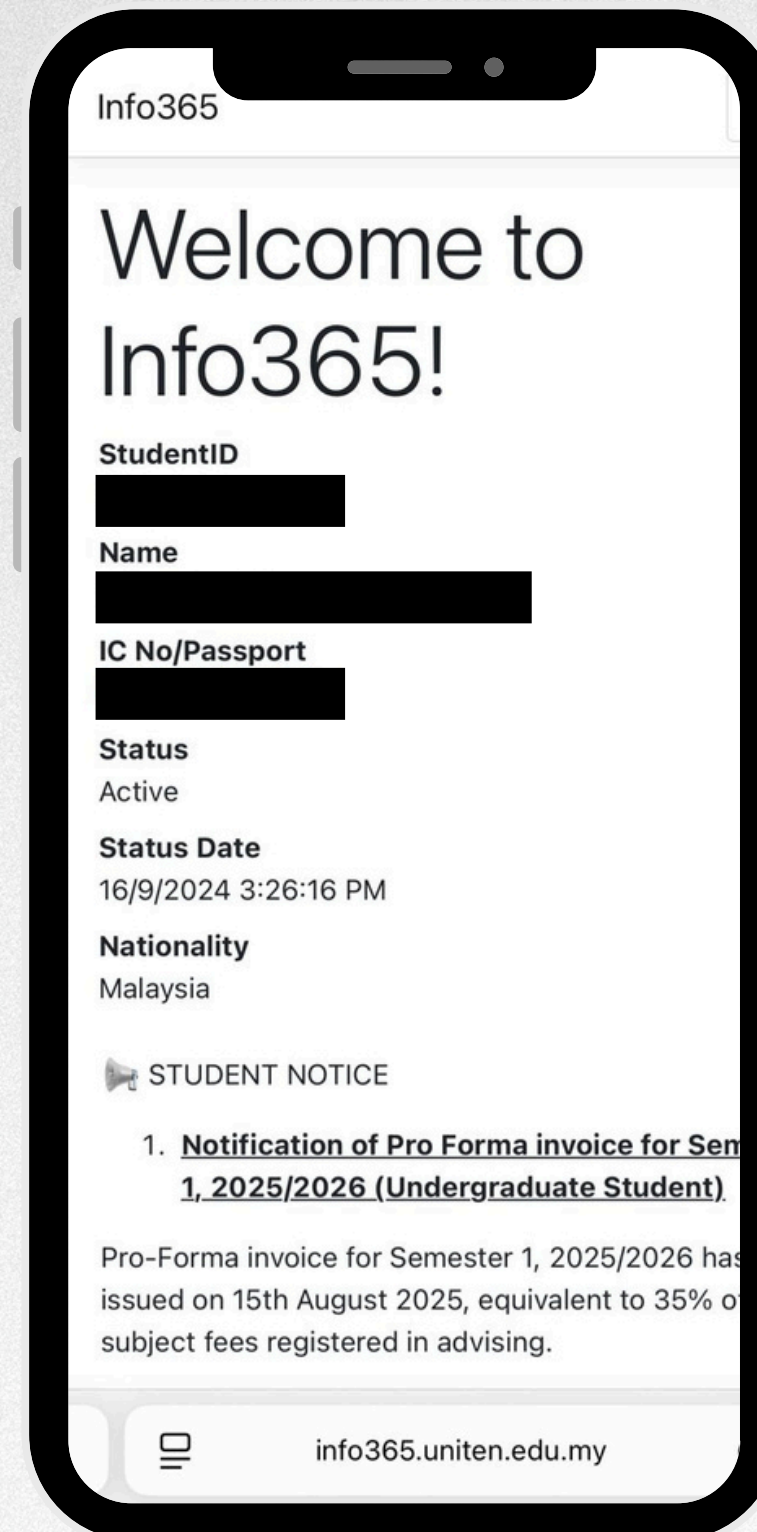 Info365
Welcome to
Info365!
StudentID
Name
IC No/Passport
Status
Active
Status Date
16/9/2024 3:26:16 PM
Nationality
Malaysia
STUDENT NOTICE
1. Notification of Pro Forma invoice for Sem
1, 2025/2026 (Undergraduate Student)
Pro-Forma invoice for Semester 1, 2025/2026 has
issued on 15th August 2025, equivalent to 35%
subject fees registered in advising.
info365.uniten.edu.my